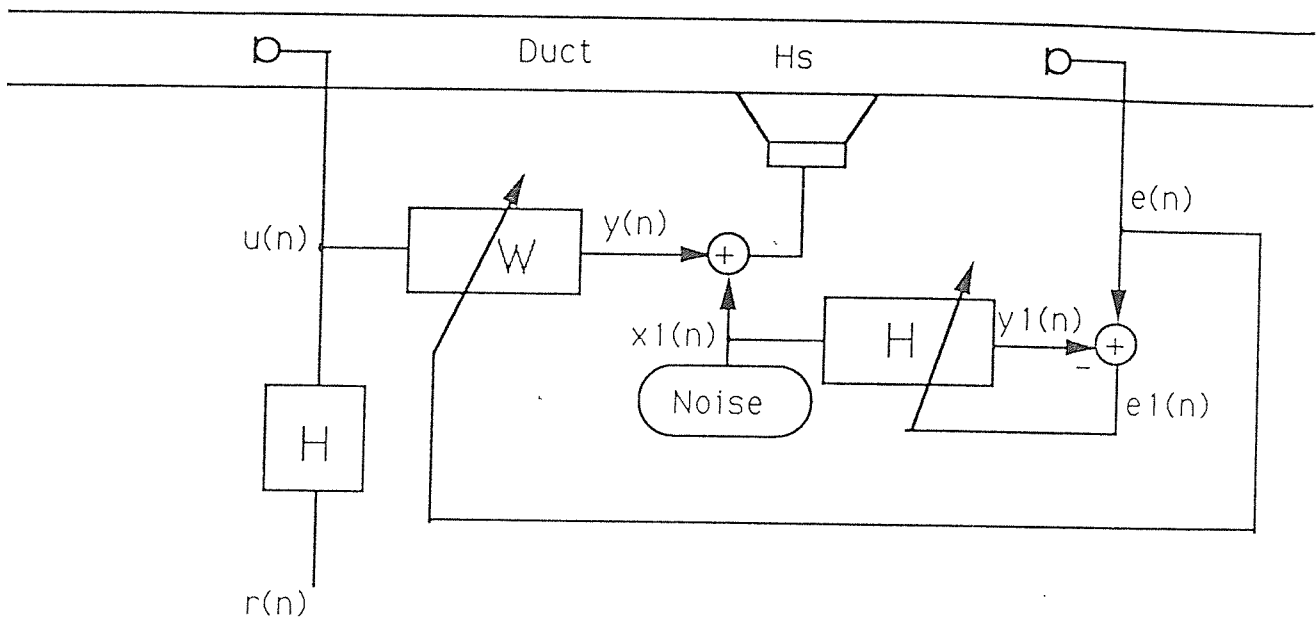 Duct
Hs
e(n)
u(n)
W
y(n)
+
x1(n)
H
y1(n)
+
-
Noise
e1(n)
H
r(n)